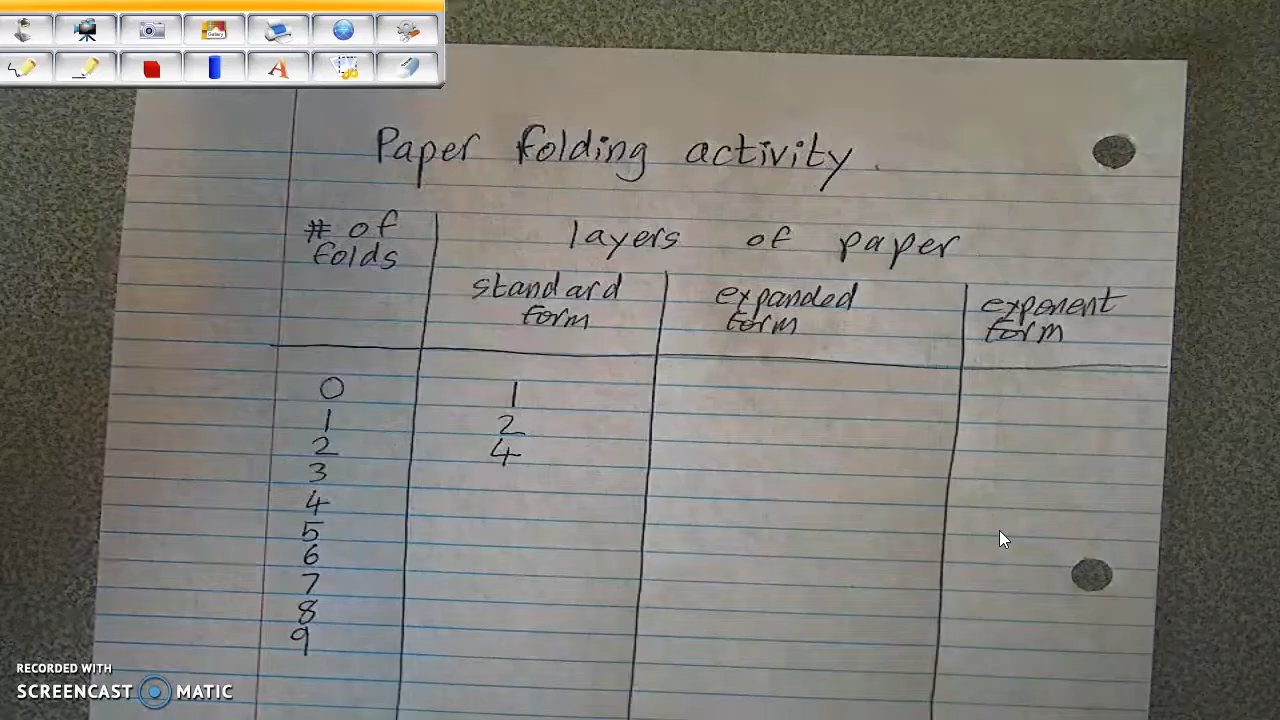 Paper folding activity.
# of folds
layers of paper
standard form
expanded form
exponent form
0 1
1 2
2 4
3
4
5
6
7
8
9
RECORDED WITH
SCREENCAST MATIC